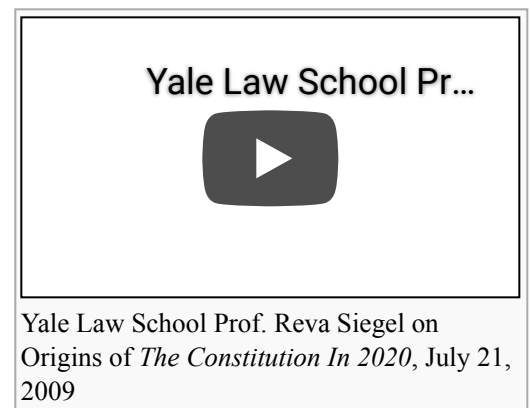 Yale Law School Pr...
Yale Law School Prof. Reva Siegel on
Origins of The Constitution In 2020, July 21,
2009